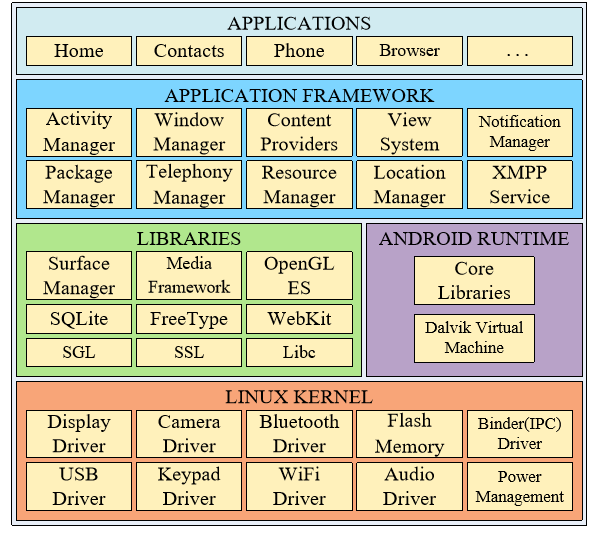 APPLICATIONS
Home
Contacts
Phone
Browser
. . .
APPLICATION FRAMEWORK
Activity
Manager
Window
Manager
Content
Providers
View
System
Notification
Manager
Package
Manager
Telephony
Manager
Resource
Manager
Location
Manager
XMPP
Service
LIBRARIES
Surface
Manager
Media
Framework
OpenGL
ES
SQLite
FreeType
WebKit
SGL
SSL
Libc
ANDROID RUNTIME
Core
Libraries
Dalvik Virtual
Machine
LINUX KERNEL
Display
Driver
Camera
Driver
Bluetooth
Driver
Flash
Memory
Binder(IPC)
Driver
USB
Driver
Keypad
Driver
WiFi
Driver
Audio
Driver
Power
Management